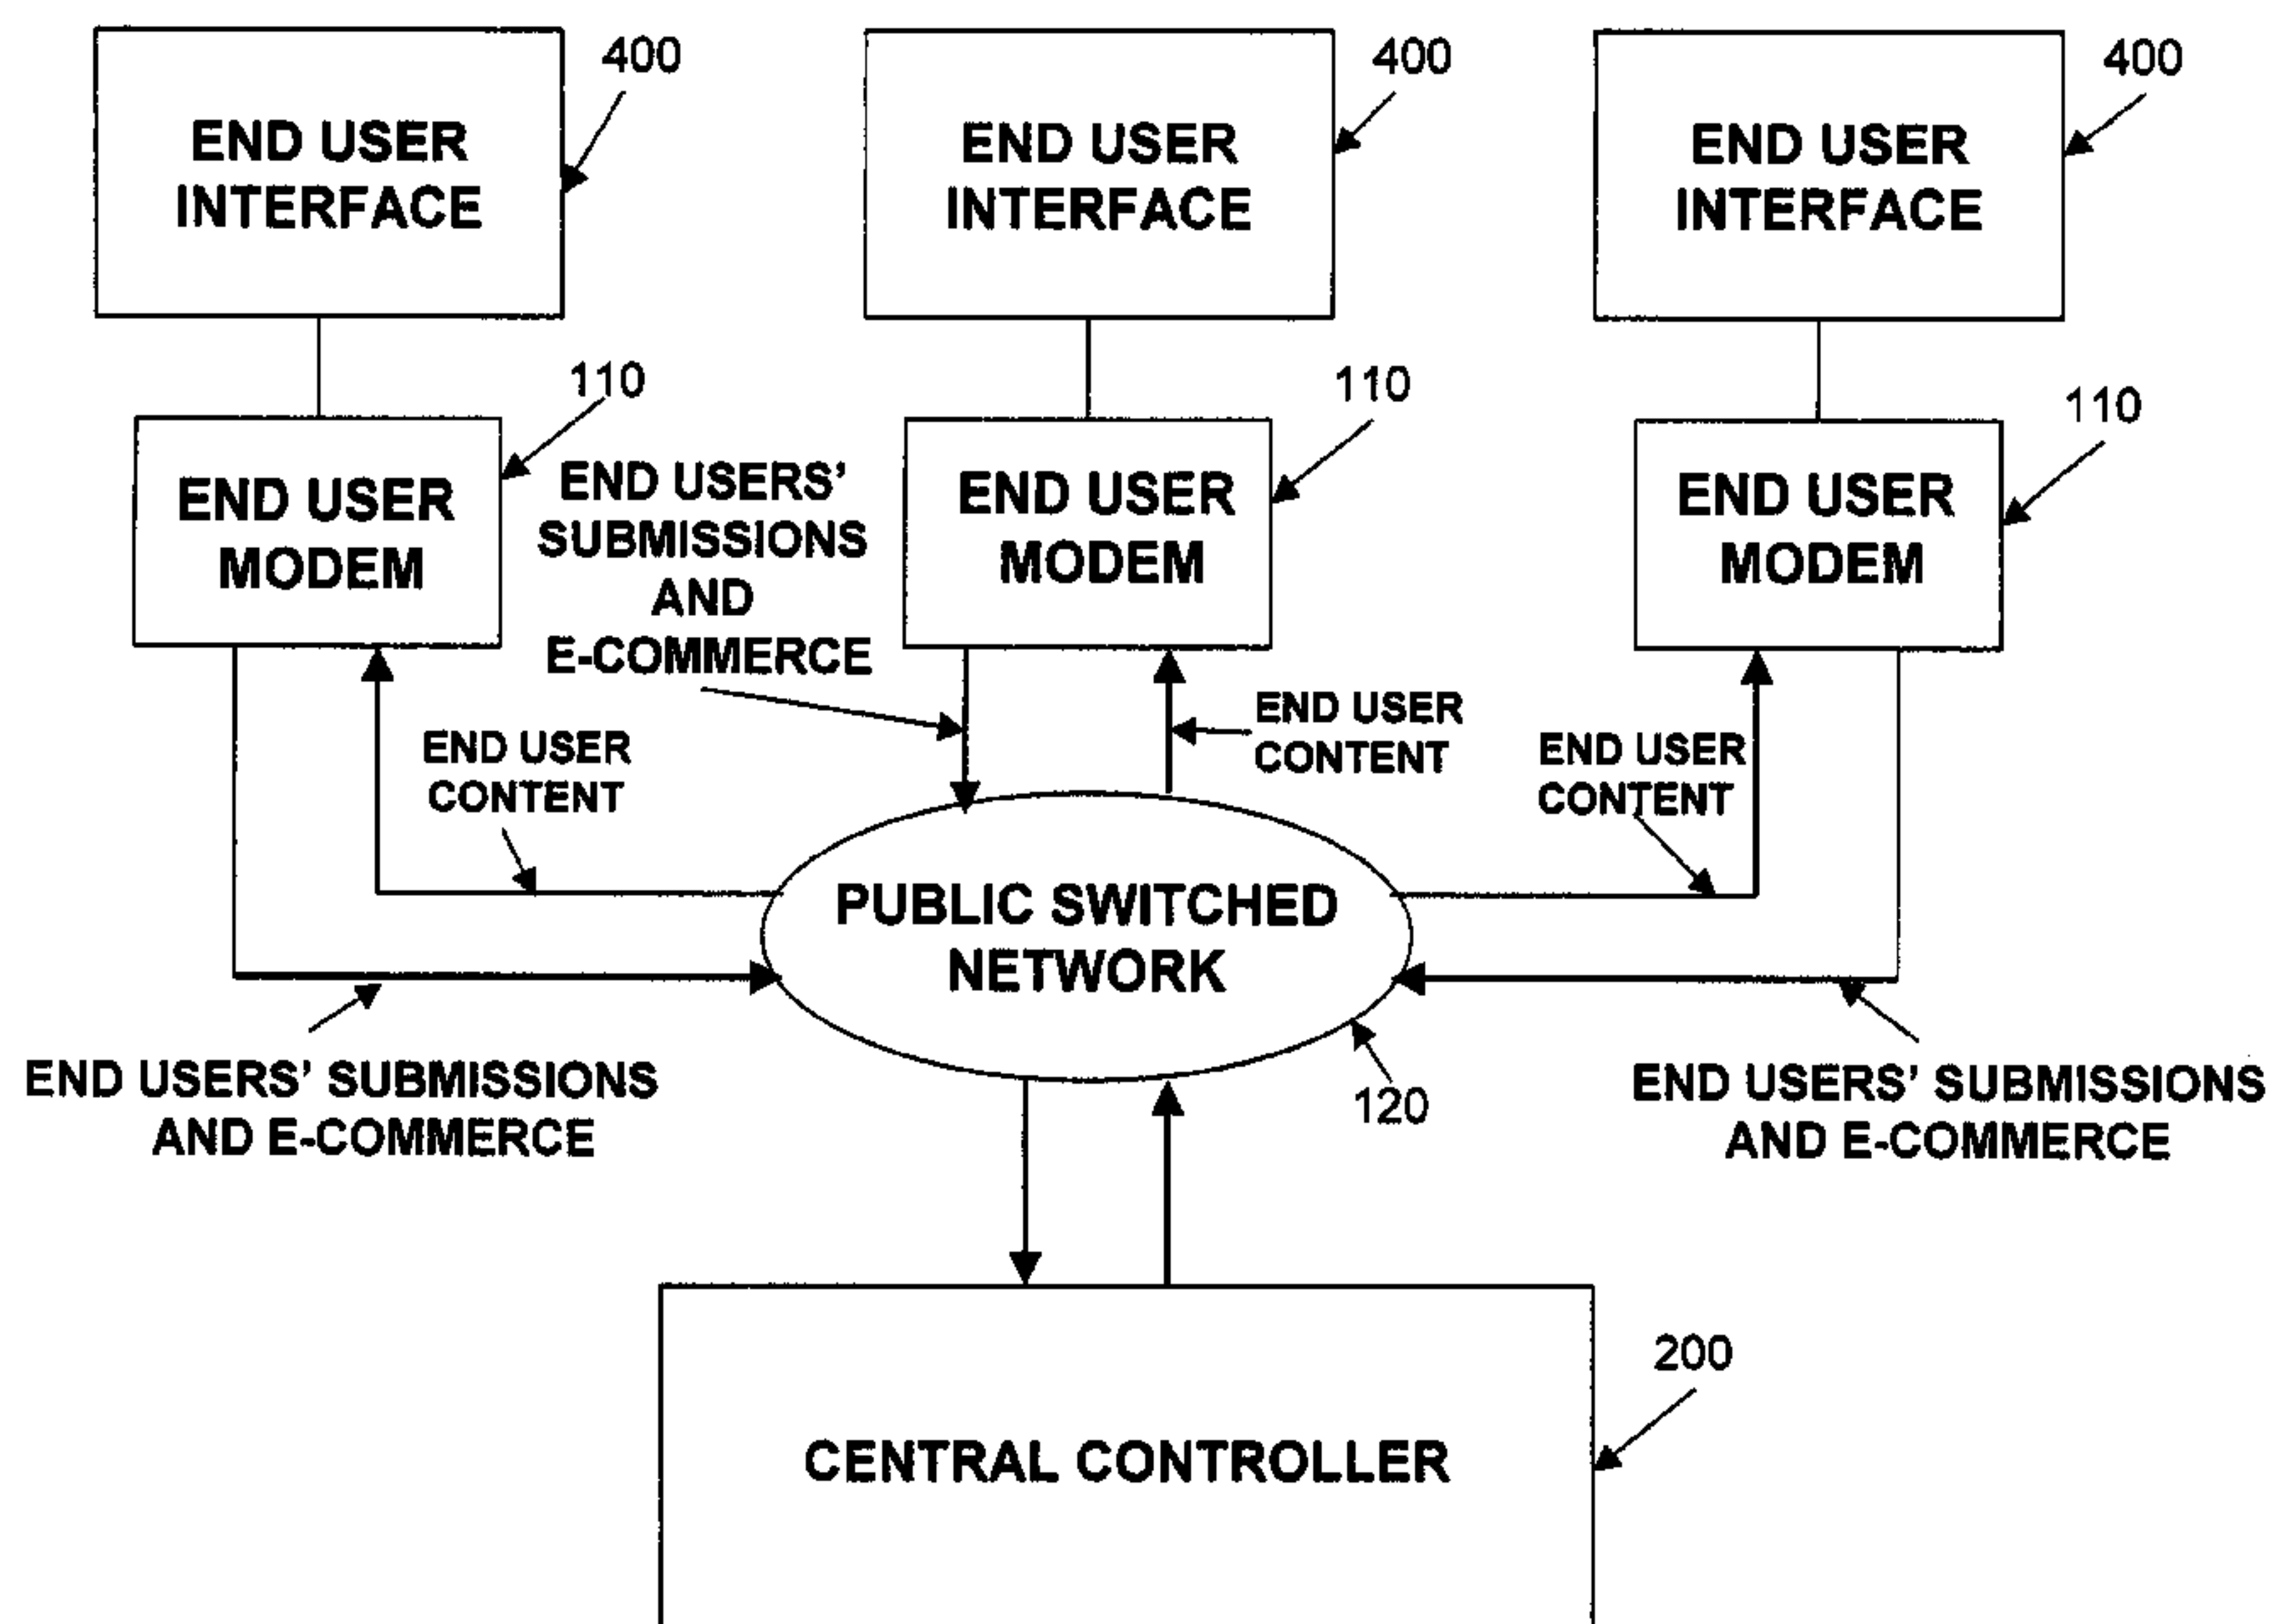 400
400
400
END USER
INTERFACE
END USER
INTERFACE
END USER
INTERFACE
110
110
110
END USER
MODEM
END USERS'
SUBMISSIONS
AND
E-COMMERCE
END USER
MODEM
END USER
MODEM
END USER
CONTENT
END USER
CONTENT
END USER
CONTENT
PUBLIC SWITCHED
NETWORK
120
END USERS' SUBMISSIONS
AND E-COMMERCE
END USERS' SUBMISSIONS
AND E-COMMERCE
200
CENTRAL CONTROLLER